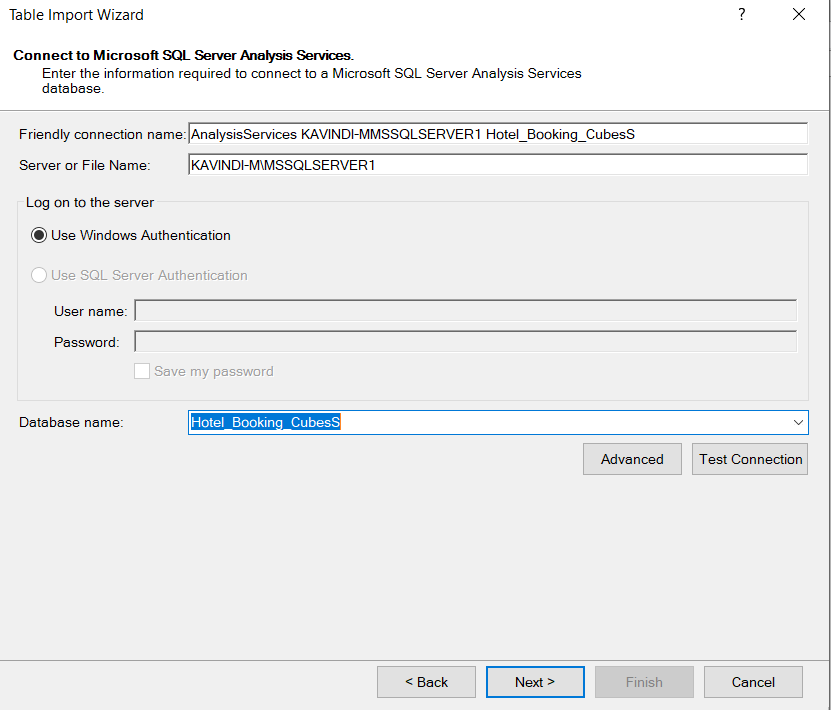 Table Import Wizard ?
Connect to Microsoft SQL Server Analysis Services.
Enter the information required to connect to a Microsoft SQL Server Analysis Services
database.
Friendly connection name: AnalysisServices KAVINDI-MMSSQLSERVER1 Hotel_Booking_CubesS
Server or File Name: KAVINDI-M\MSSQLSERVER1
Log on to the server
Use Windows Authentication
Use SQL Server Authentication
User name:
Password:
Save my password
Database name: Hotel_Booking_CubesS
Advanced Test Connection
< Back Next > Finish Cancel